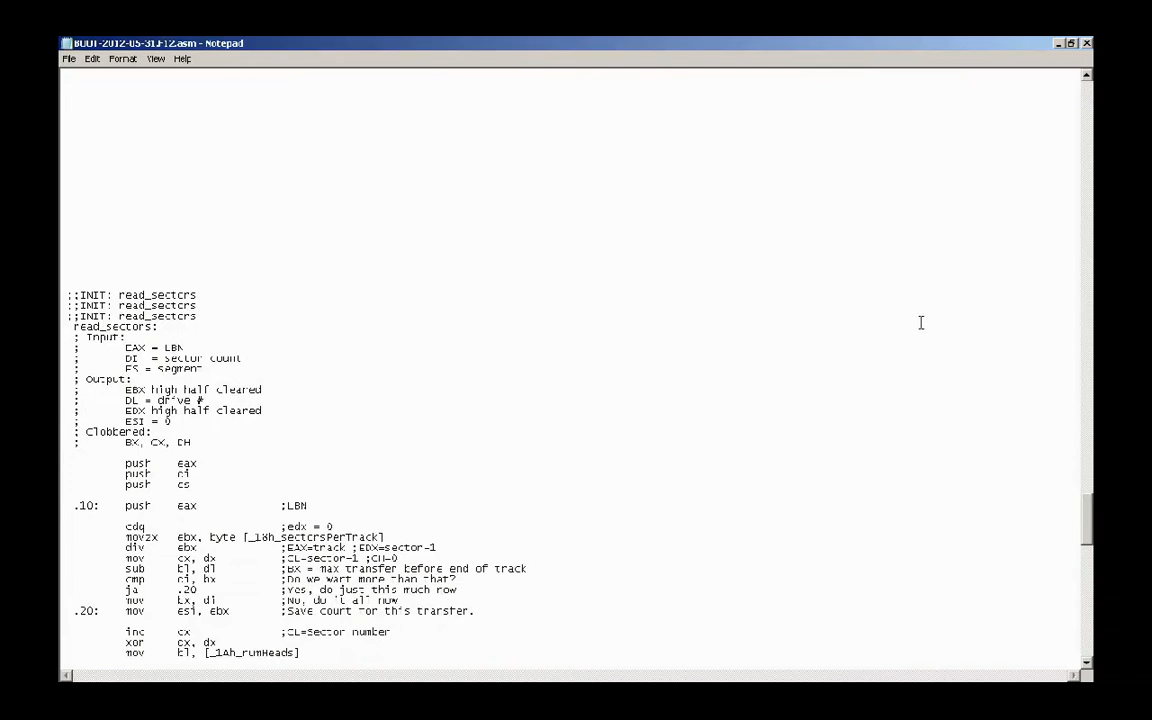 BOOT-2012-05-31.F12.asm - Notepad
File Edit Format View Help
;;INIT: read_sectors
;;INIT: read_sectors
;;INIT: read_sectors
read_sectors:
; Input:
; EAX = LBN
; DI = sector count
; ES = segment
; Output:
; EBX high half cleared
; DL = drive #
; EDX high half cleared
; ESI = 0
; Clobbered:
; BX, CX, DH
push eax
push di
push es
.10: push eax ;LBN
cdq ;edx = 0
movzx ebx, byte [_18h_sectorsPerTrack]
div ebx ;EAX=track ;EDX=sector-1
mov cx, dx ;CL=sector-1 ;CH=0
sub bl, dl ;BX = max transfer before end of track
cmp di, bx ;Do we want more than that?
ja .20 ;Yes, do just this much now
mov bx, di ;No, do it all now
.20: mov esi, ebx ;Save count for this transfer.
inc cx ;CL=Sector number
xor dx, dx
mov bl, [_1Ah_numHeads]